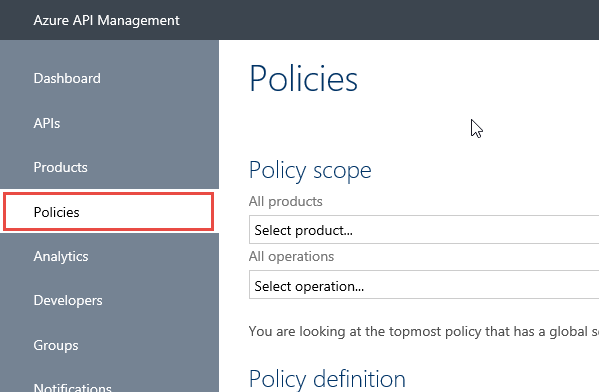 Azure API Management
Dashboard
APIs
Products
Policies
Analytics
Developers
Groups
Notifications
Policies
Policy scope
All products
Select product...
All operations
Select operation...
You are looking at the topmost policy that has a global
Policy definition